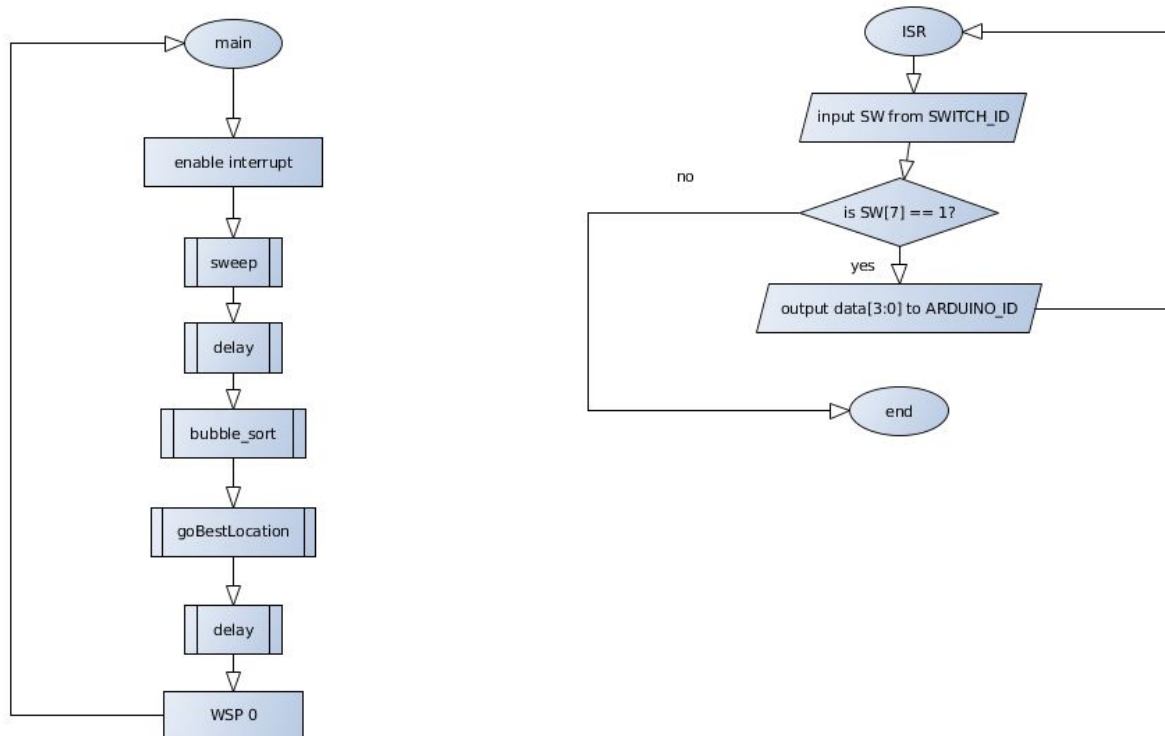 main
enable interrupt
sweep
delay
bubble_sort
goBestLocation
delay
WSP 0
ISR
input SW from SWITCH_ID
is SW[7] == 1?
no
yes
output data[3:0] to ARDUINO_ID
end